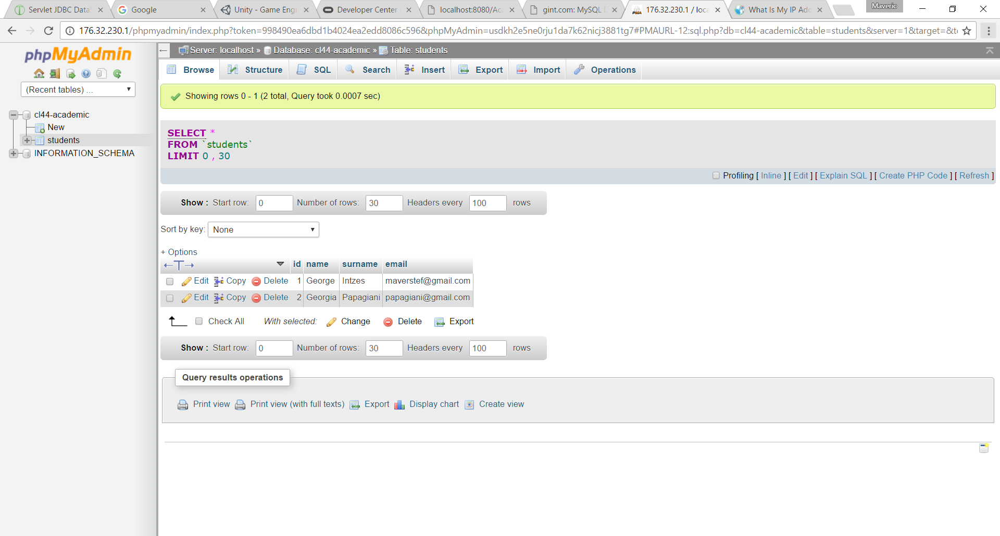 Servlet JDBC Data
Google
Unity - Game Engi
Developer Center
localhost:8080/Aca
gint.com: MySQL D
176.32.230.1 / loca
What Is My IP Add
Maveric
176.32.230.1/phpmyadmin/index.php?token=998490ea6dbd1b4024ea2edd8086c596&phpMyAdmin=usdkh2e5ne0rju1da7k62nicj3881tg7#PMAURL-12:sql.php?db=cl44-academic&table=students&server=1&target=&to
phpMyAdmin
(Recent tables) ...
cl44-academic
New
students
INFORMATION_SCHEMA
Server: localhost » Database: cl44-academic » Table: students
Browse Structure SQL Search Insert Export Import Operations
Showing rows 0 - 1 (2 total, Query took 0.0007 sec)
SELECT *
FROM `students`
LIMIT 0 , 30
Profiling [ Inline ] [ Edit ] [ Explain SQL ] [ Create PHP Code ] [ Refresh ]
Show : Start row: 0 Number of rows: 30 Headers every 100 rows
Sort by key: None
+ Options
id name surname email
Edit Copy Delete 1 George Intzes maverstef@gmail.com
Edit Copy Delete 2 Georgia Papagiani papagiani@gmail.com
Check All With selected: Change Delete Export
Show : Start row: 0 Number of rows: 30 Headers every 100 rows
Query results operations
Print view Print view (with full texts) Export Display chart Create view